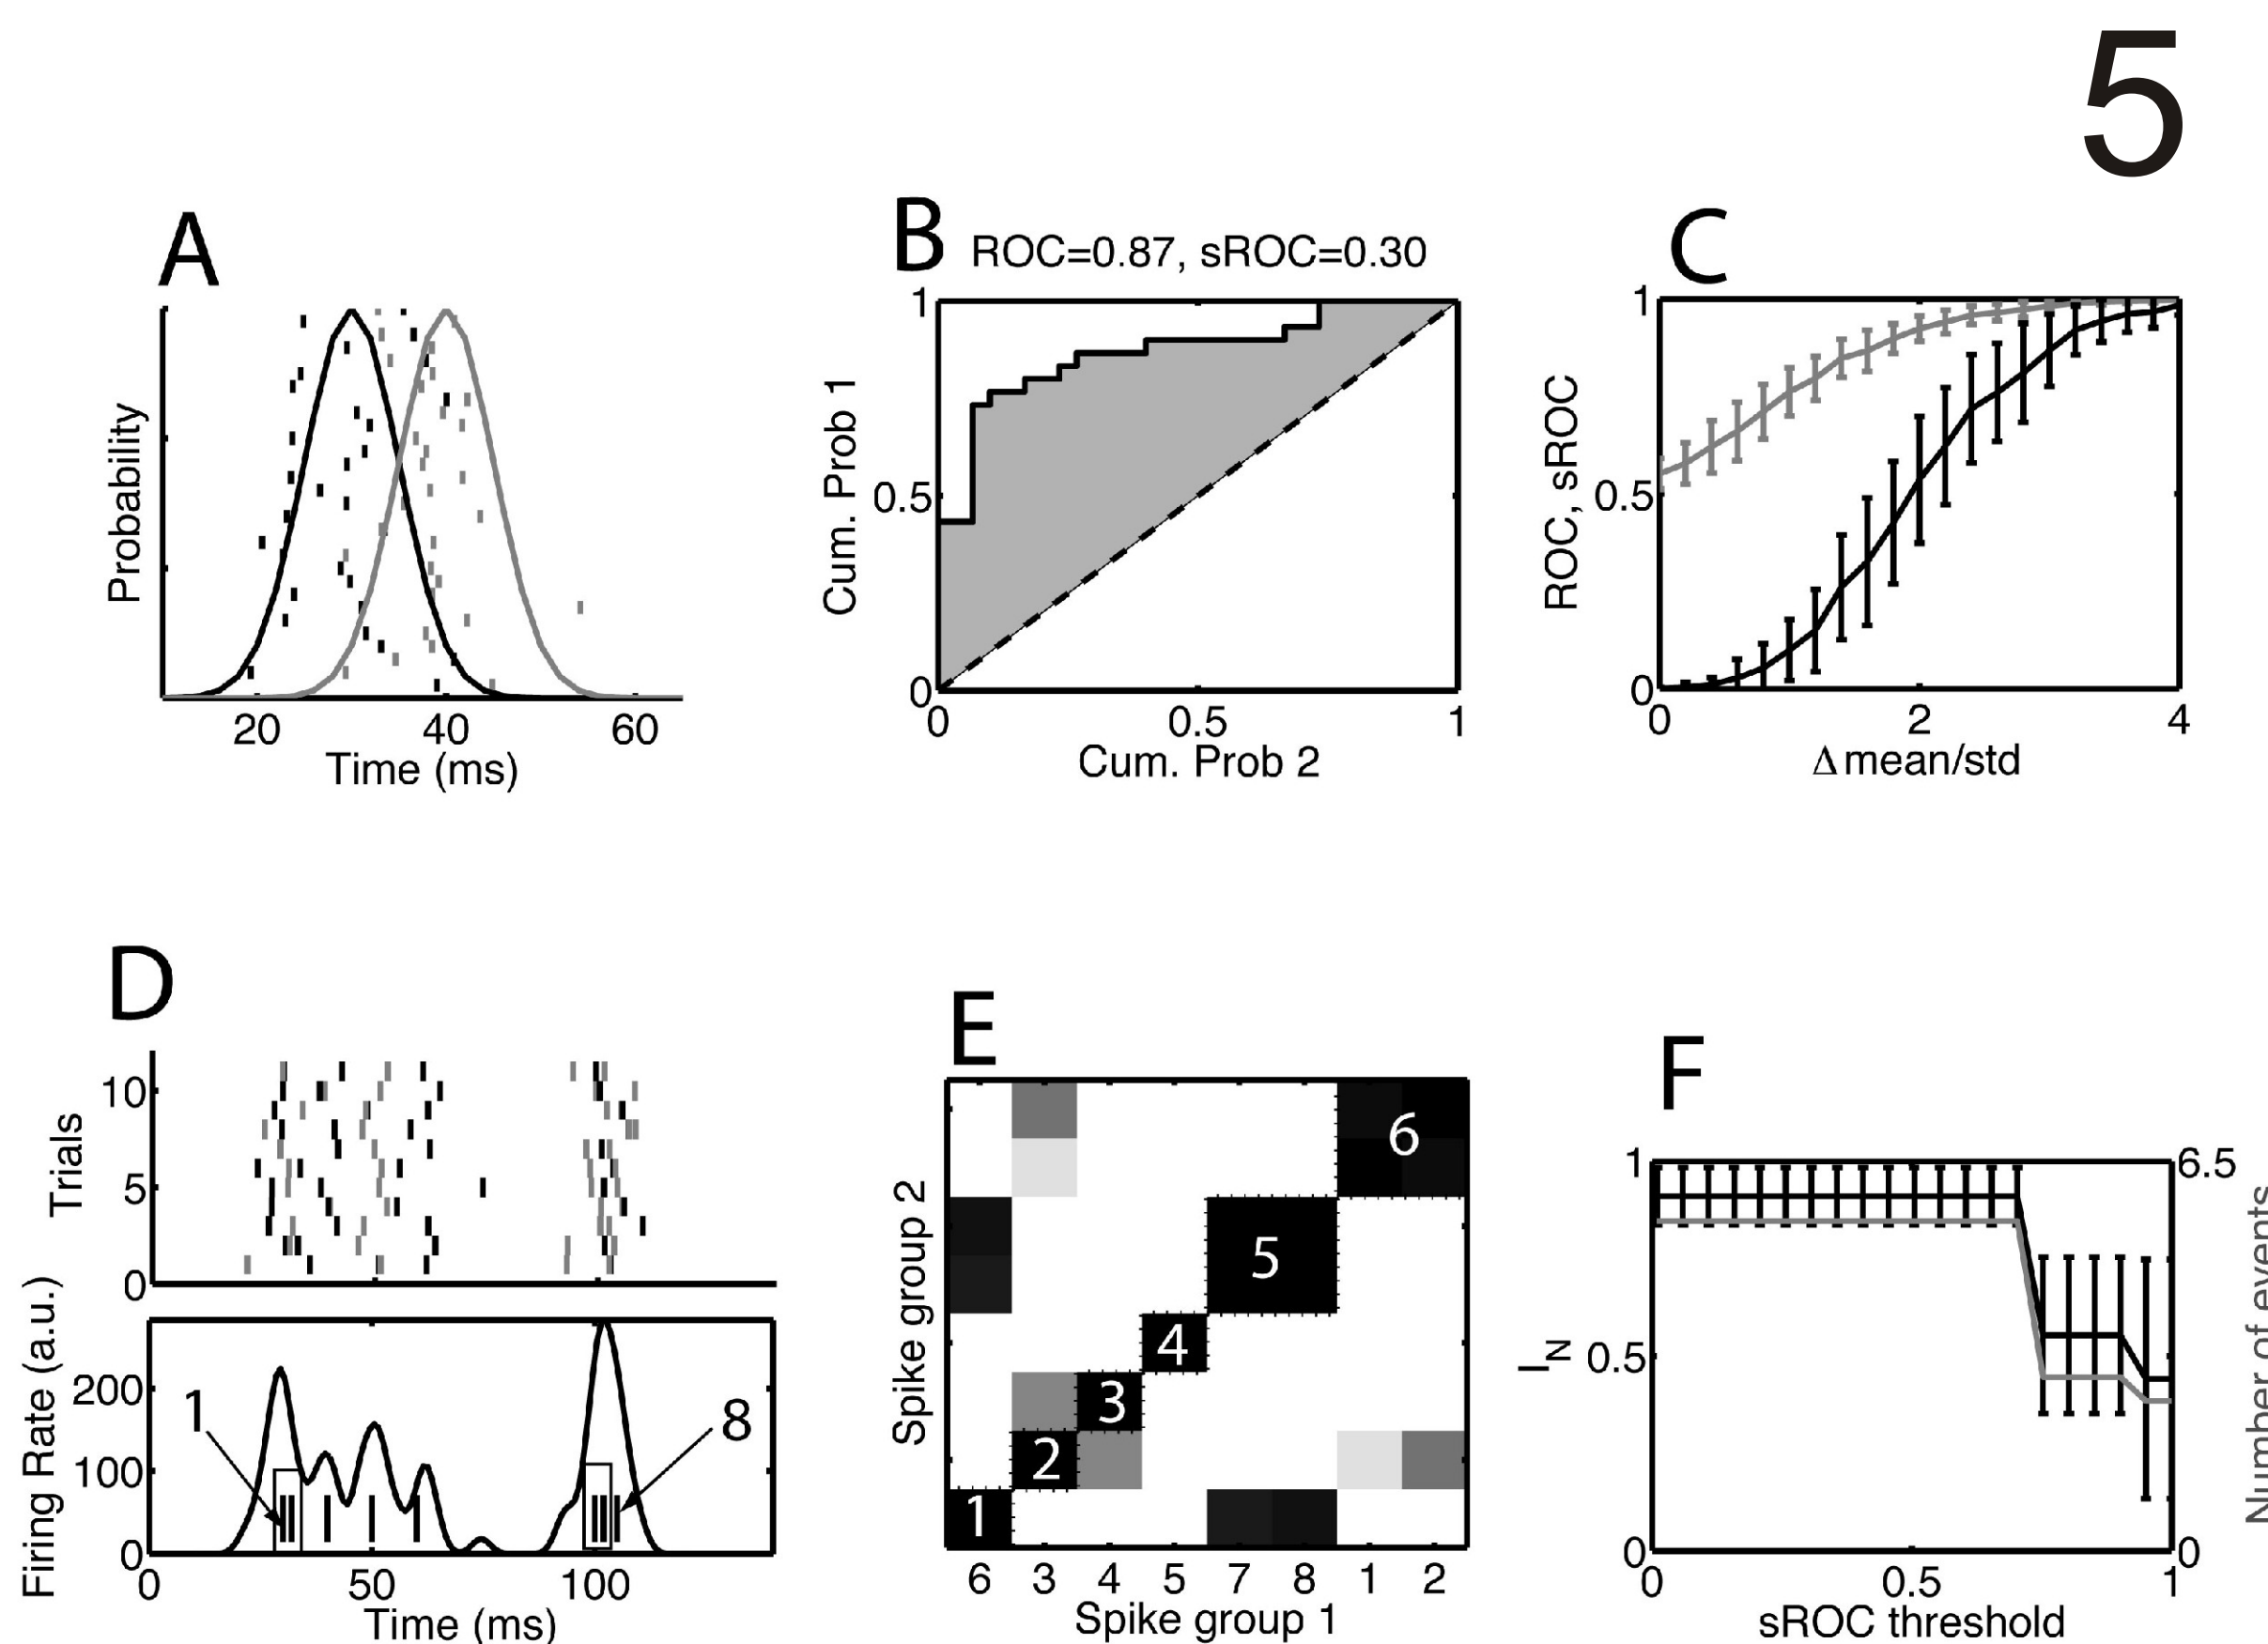 5
A
Probability
20 40 60
Time (ms)
B
ROC=0.87, sROC=0.30
Cum. Prob 1
1
0.5
0
0 0.5 1
Cum. Prob 2
C
ROC, sROC
1
0.5
0
0 2 4
Δmean/std
D
Trials
10
5
0
Firing Rate (a.u.)
200
100
0
1
8
0 50 100
Time (ms)
E
Spike group 2
6
5
4
3
2
1
6 3 4 5 7 8 1 2
Spike group 1
F
I_N
1
0.5
0
6.5
0
Number of events
0 0.5 1
sROC threshold